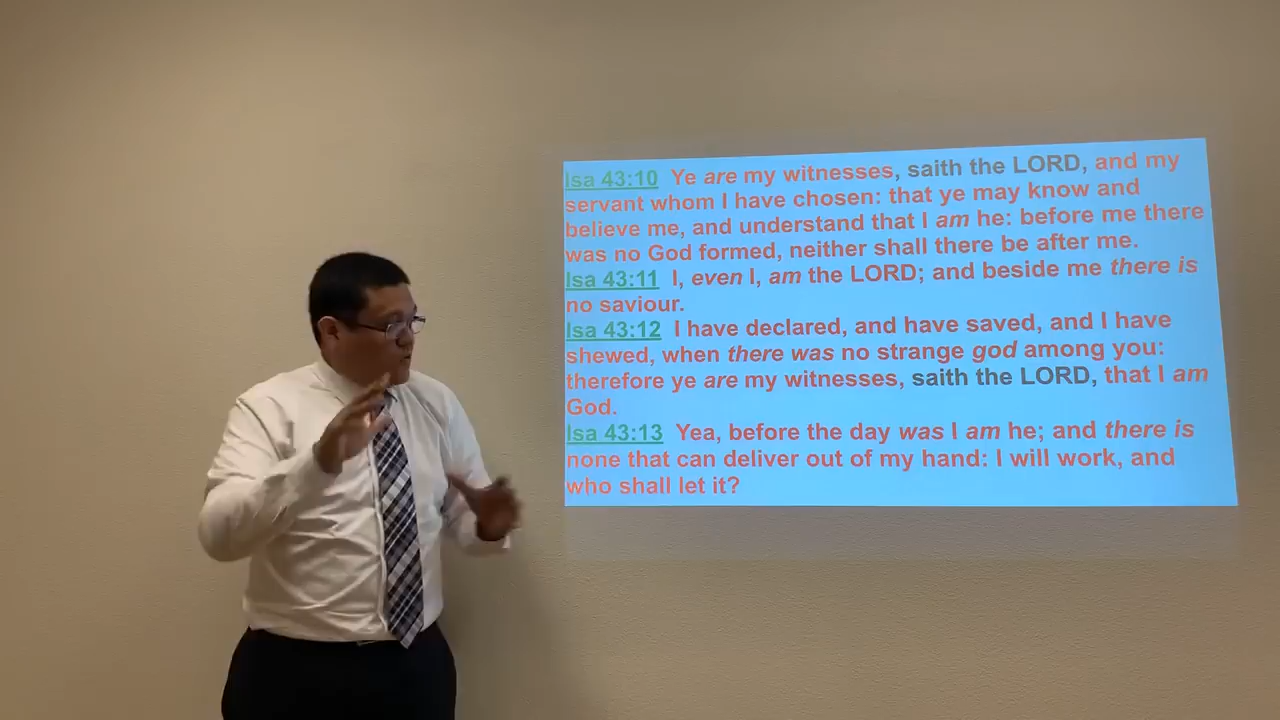 Isa 43:10 Ye are my witnesses, saith the LORD, and my
servant whom I have chosen: that ye may know and
believe me, and understand that I am he: before me there
was no God formed, neither shall there be after me.
Isa 43:11 I, even I, am the LORD; and beside me there is
no saviour.
Isa 43:12 I have declared, and have saved, and I have
shewed, when there was no strange god among you:
therefore ye are my witnesses, saith the LORD, that I am
God.
Isa 43:13 Yea, before the day was I am he; and there is
none that can deliver out of my hand: I will work, and
who shall let it?